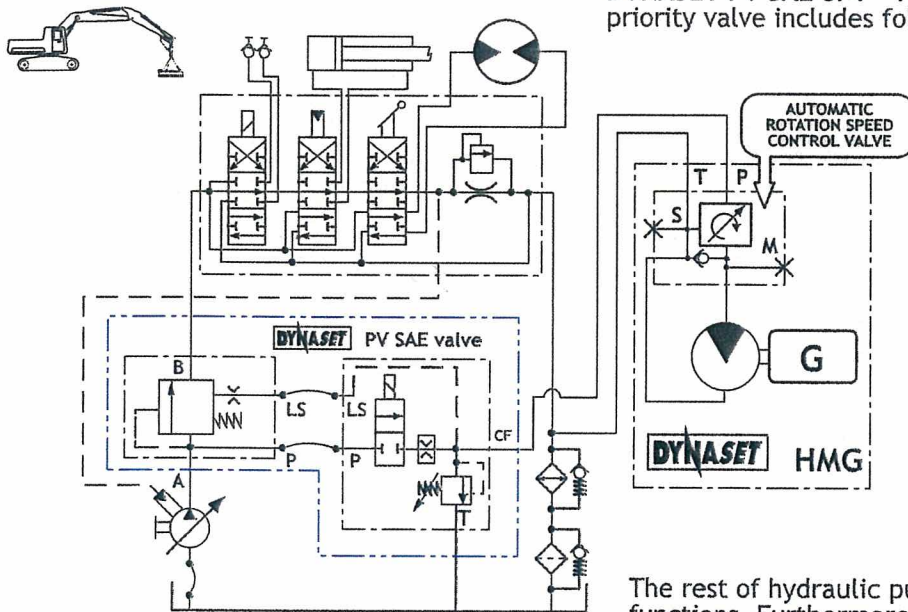 priority valve includes fo
AUTOMATIC
ROTATION SPEED
CONTROL VALVE
T P
S
M
DYNASET PV SAE valve
B
LS LS
G
CF
P P
DYNASET HMG
A
T
The rest of hydraulic pu
functions. Furthermore